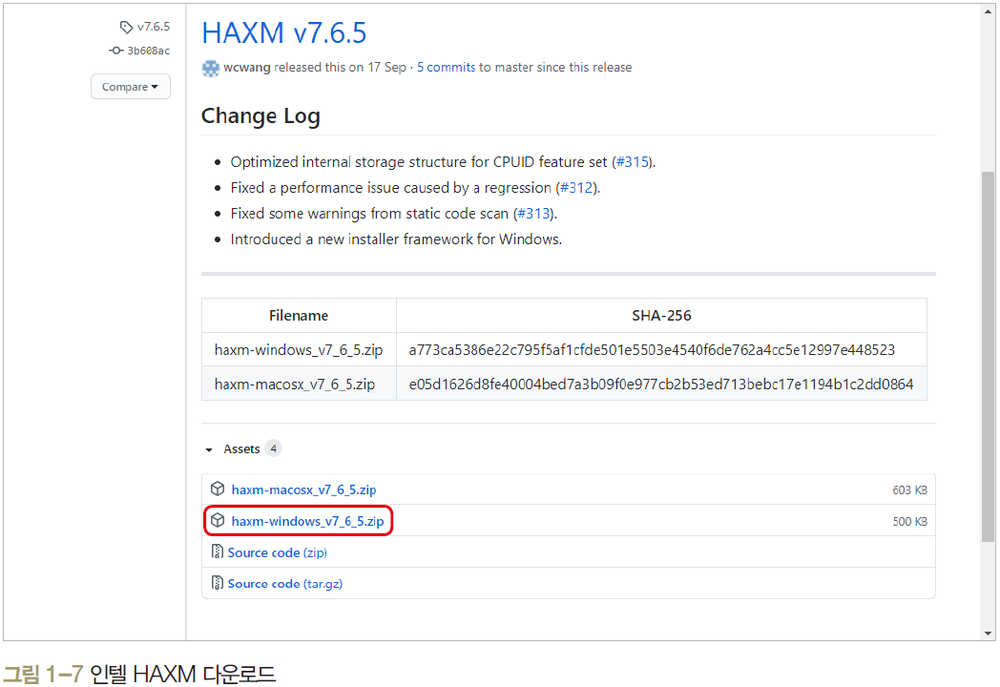 v7.6.5
3b608ac
Compare
HAXM v7.6.5
wcwang released this on 17 Sep · 5 commits to master since this release
Change Log
• Optimized internal storage structure for CPUID feature set (#315).
• Fixed a performance issue caused by a regression (#312).
• Fixed some warnings from static code scan (#313).
• Introduced a new installer framework for Windows.
Filename SHA-256
haxm-windows_v7_6_5.zip a773ca5386e22c795f5af1cfde501e5503e4540f6de762a4cc5e12997e448523
haxm-macosx_v7_6_5.zip e05d1626d8fe40004bed7a3b09f0e977cb2b53ed713bebc17e1194b1c2dd0864
Assets 4
haxm-macosx_v7_6_5.zip 603 KB
haxm-windows_v7_6_5.zip 500 KB
Source code (zip)
Source code (tar.gz)
그림 1-7 인텔 HAXM 다운로드